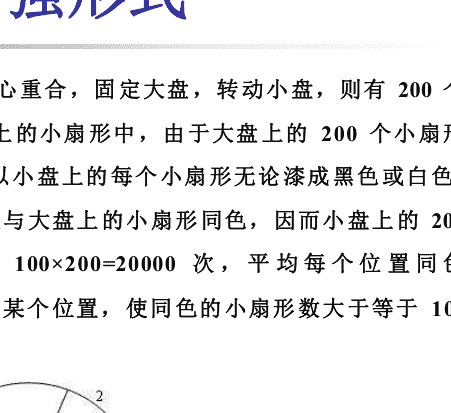 强形式
心重合，固定大盘，转动小盘，则有 200
上的小扇形中，由于大盘上的 200 个小扇形
以小盘上的每个小扇形无论漆成黑色或白色
与大盘上的小扇形同色，因而小盘上的 20
100×200=20000 次，平均每个位置同色
某个位置，使同色的小扇形数大于等于 10
2